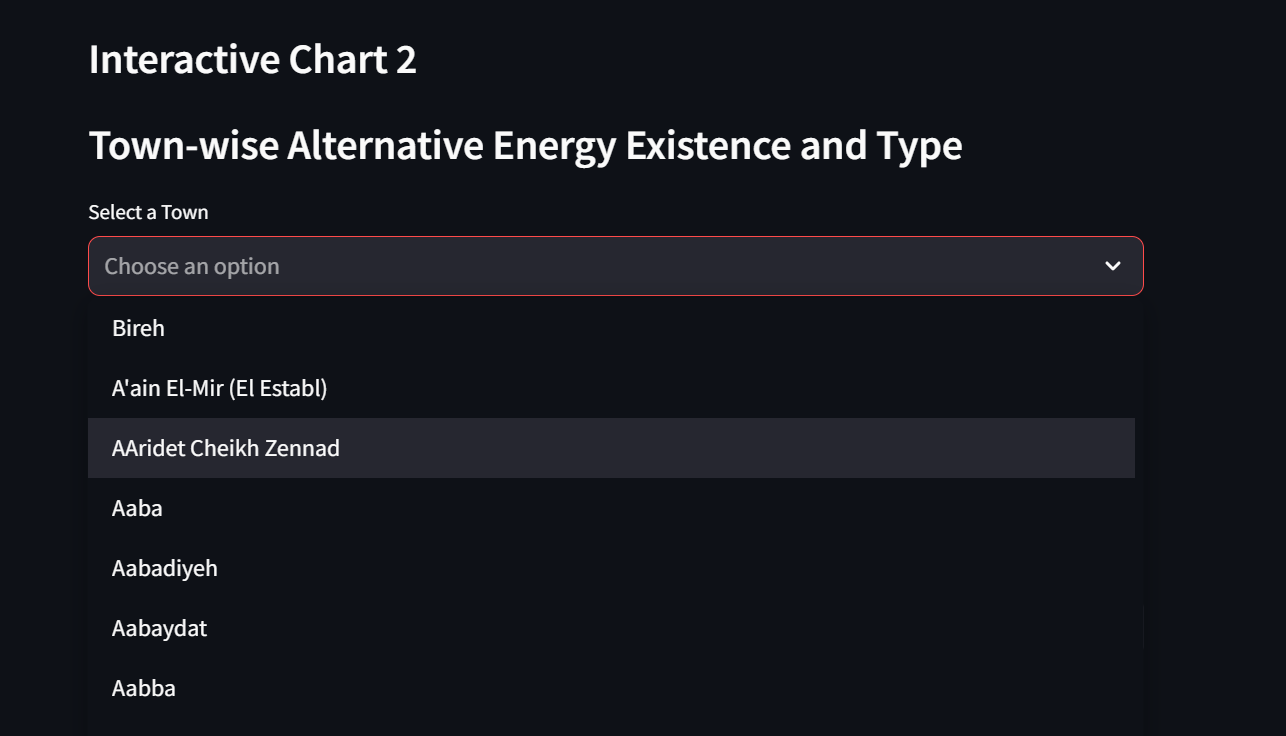 Interactive Chart 2
Town-wise Alternative Energy Existence and Type
Select a Town
Choose an option
Bireh
A'ain El-Mir (El Establ)
AAridet Cheikh Zennad
Aaba
Aabadiyeh
Aabaydat
Aabba